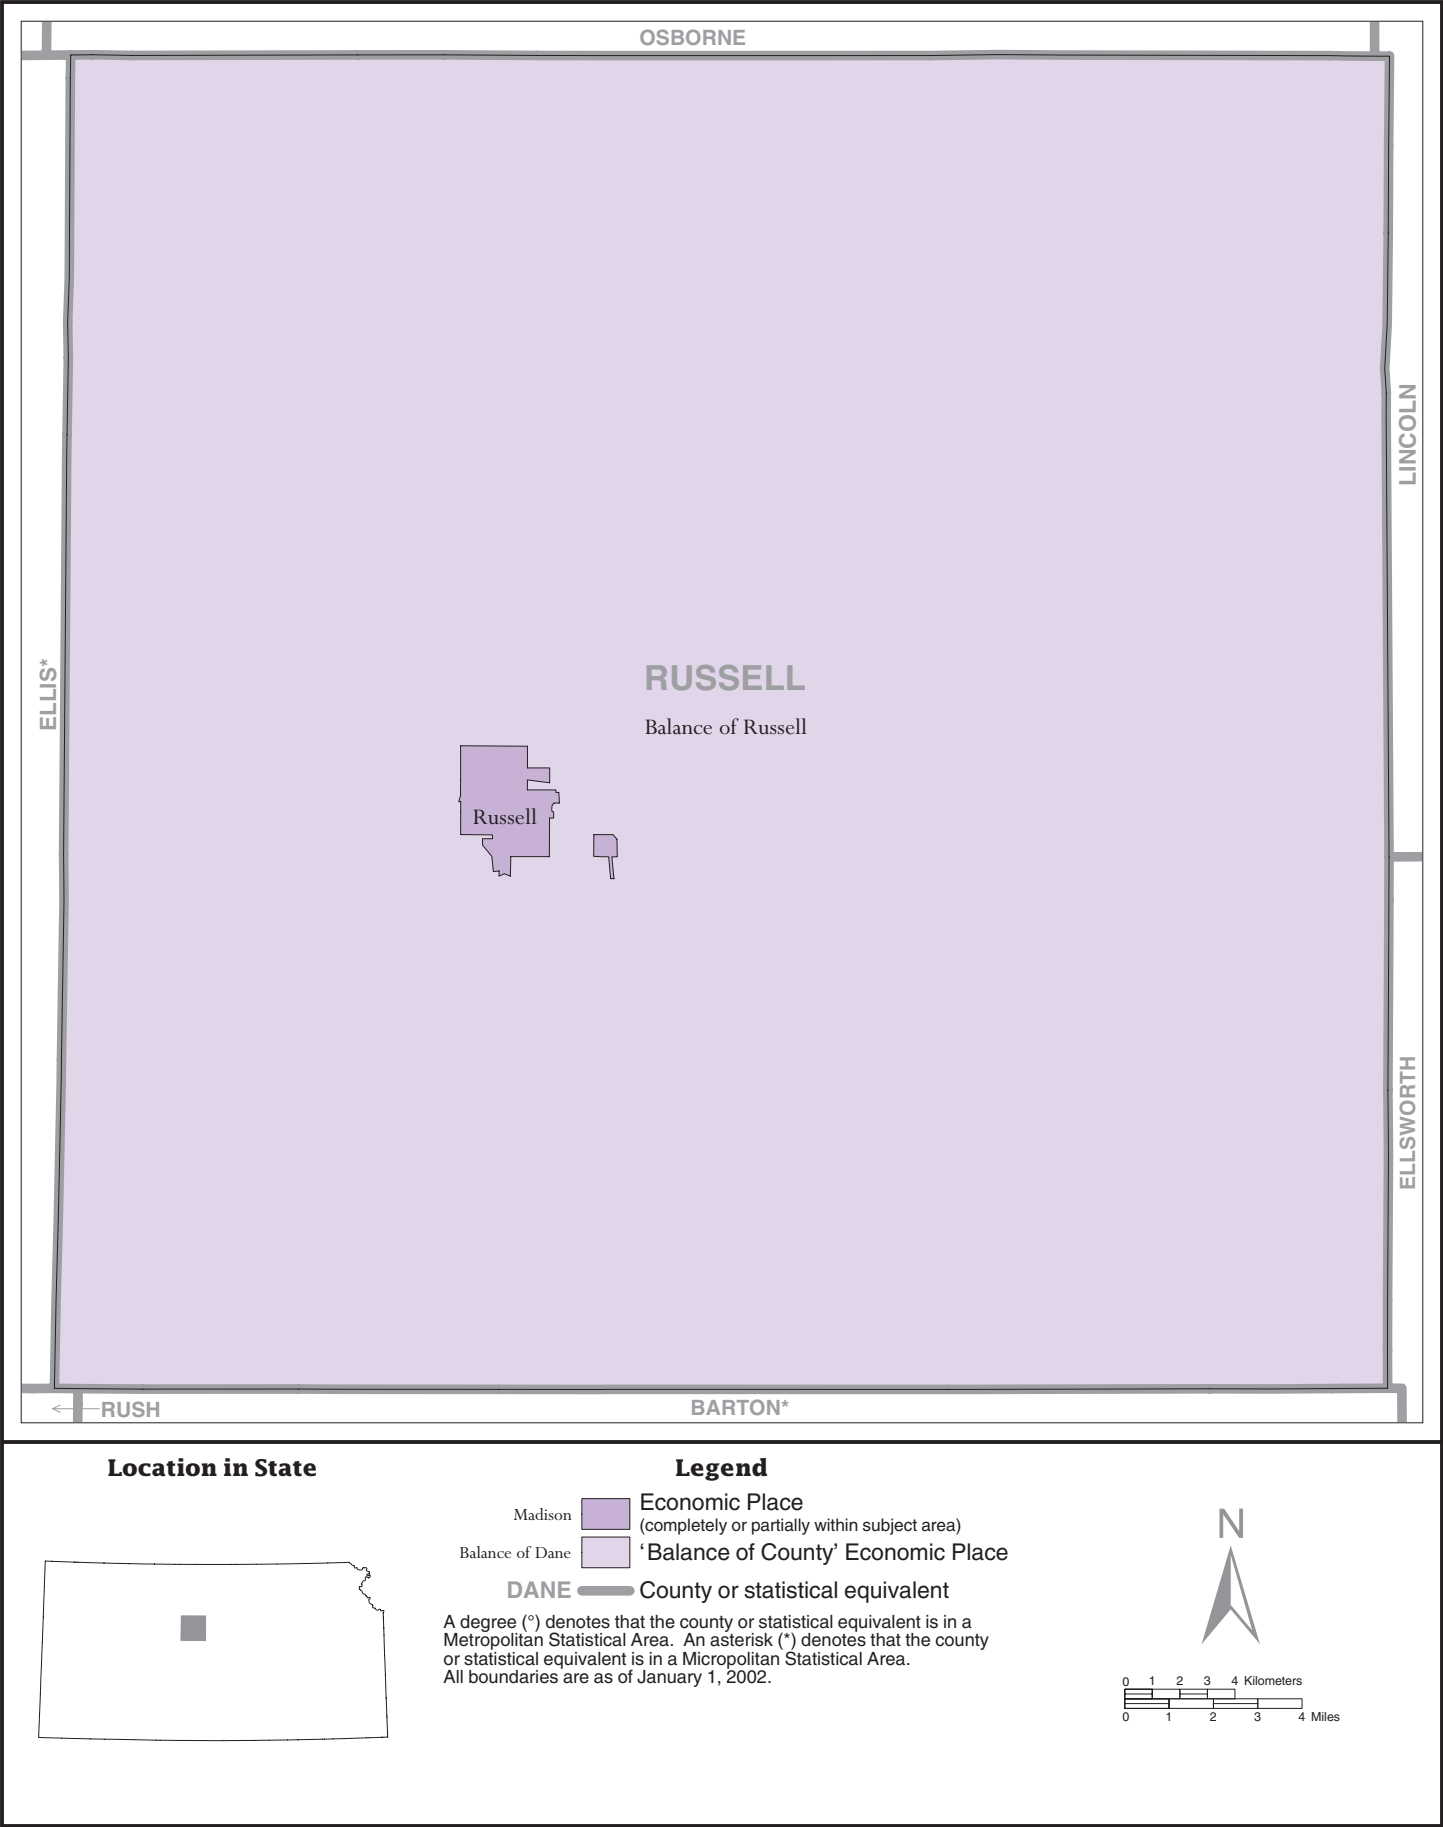 OSBORNE
LINCOLN
ELLIS*
RUSSELL
Balance of Russell
Russell
ELLSWORTH
RUSH
BARTON*
Location in State
Legend
Madison
Economic Place
(completely or partially within subject area)
Balance of Dane
‘Balance of County’ Economic Place
DANE
County or statistical equivalent
A degree (°) denotes that the county or statistical equivalent is in a
Metropolitan Statistical Area.  An asterisk (*) denotes that the county
or statistical equivalent is in a Micropolitan Statistical Area.
All boundaries are as of January 1, 2002.
N
0 1 2 3 4 Kilometers
0 1 2 3 4 Miles